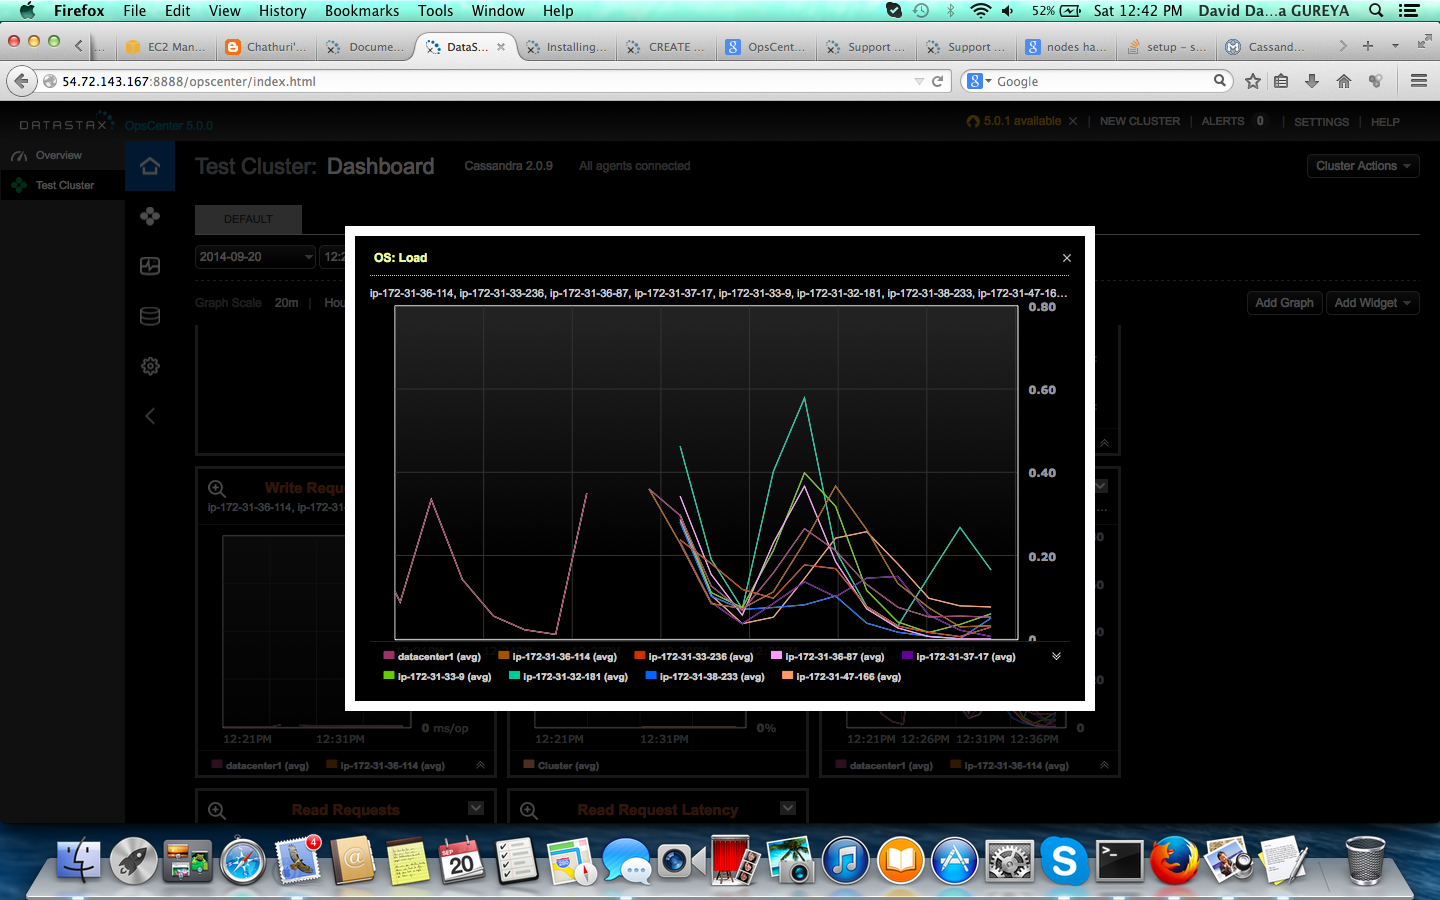 Firefox File Edit View History Bookmarks Tools Window Help 52% Sat 12:42 PM David Da...a GUREYA
... EC2 Man... Chathuri'... Docume... DataS... Installing... CREATE ... OpsCent... Support ... Support ... nodes ha... setup – s... Cassand...
54.72.143.167:8888/opscenter/index.html Google
DATASTAX OpsCenter 5.0.0 5.0.1 available × NEW CLUSTER | ALERTS 0 | SETTINGS | HELP
Overview
Test Cluster
Test Cluster: Dashboard Cassandra 2.0.9 All agents connected Cluster Actions
DEFAULT
2014-09-20 12:2
Graph Scale 20m | Hou Add Graph Add Widget
OS: Load ×
ip-172-31-36-114, ip-172-31-33-236, ip-172-31-36-87, ip-172-31-37-17, ip-172-31-33-9, ip-172-31-32-181, ip-172-31-38-233, ip-172-31-47-16...
0.80
0.60
0.40
0.20
0
datacenter1 (avg) ip-172-31-36-114 (avg) ip-172-31-33-236 (avg) ip-172-31-36-87 (avg) ip-172-31-37-17 (avg)
ip-172-31-33-9 (avg) ip-172-31-32-181 (avg) ip-172-31-38-233 (avg) ip-172-31-47-166 (avg)
Write Requ
ip-172-31-36-114, ip-172-31
0 ms/op 0% 0
12:21PM 12:31PM 12:21PM 12:31PM 12:21PM 12:26PM 12:31PM 12:36PM
datacenter1 (avg) ip-172-31-36-114 (avg) Cluster (avg) datacenter1 (avg) ip-172-31-36-114 (avg)
Read Requests Read Request Latency
4
SEP
20